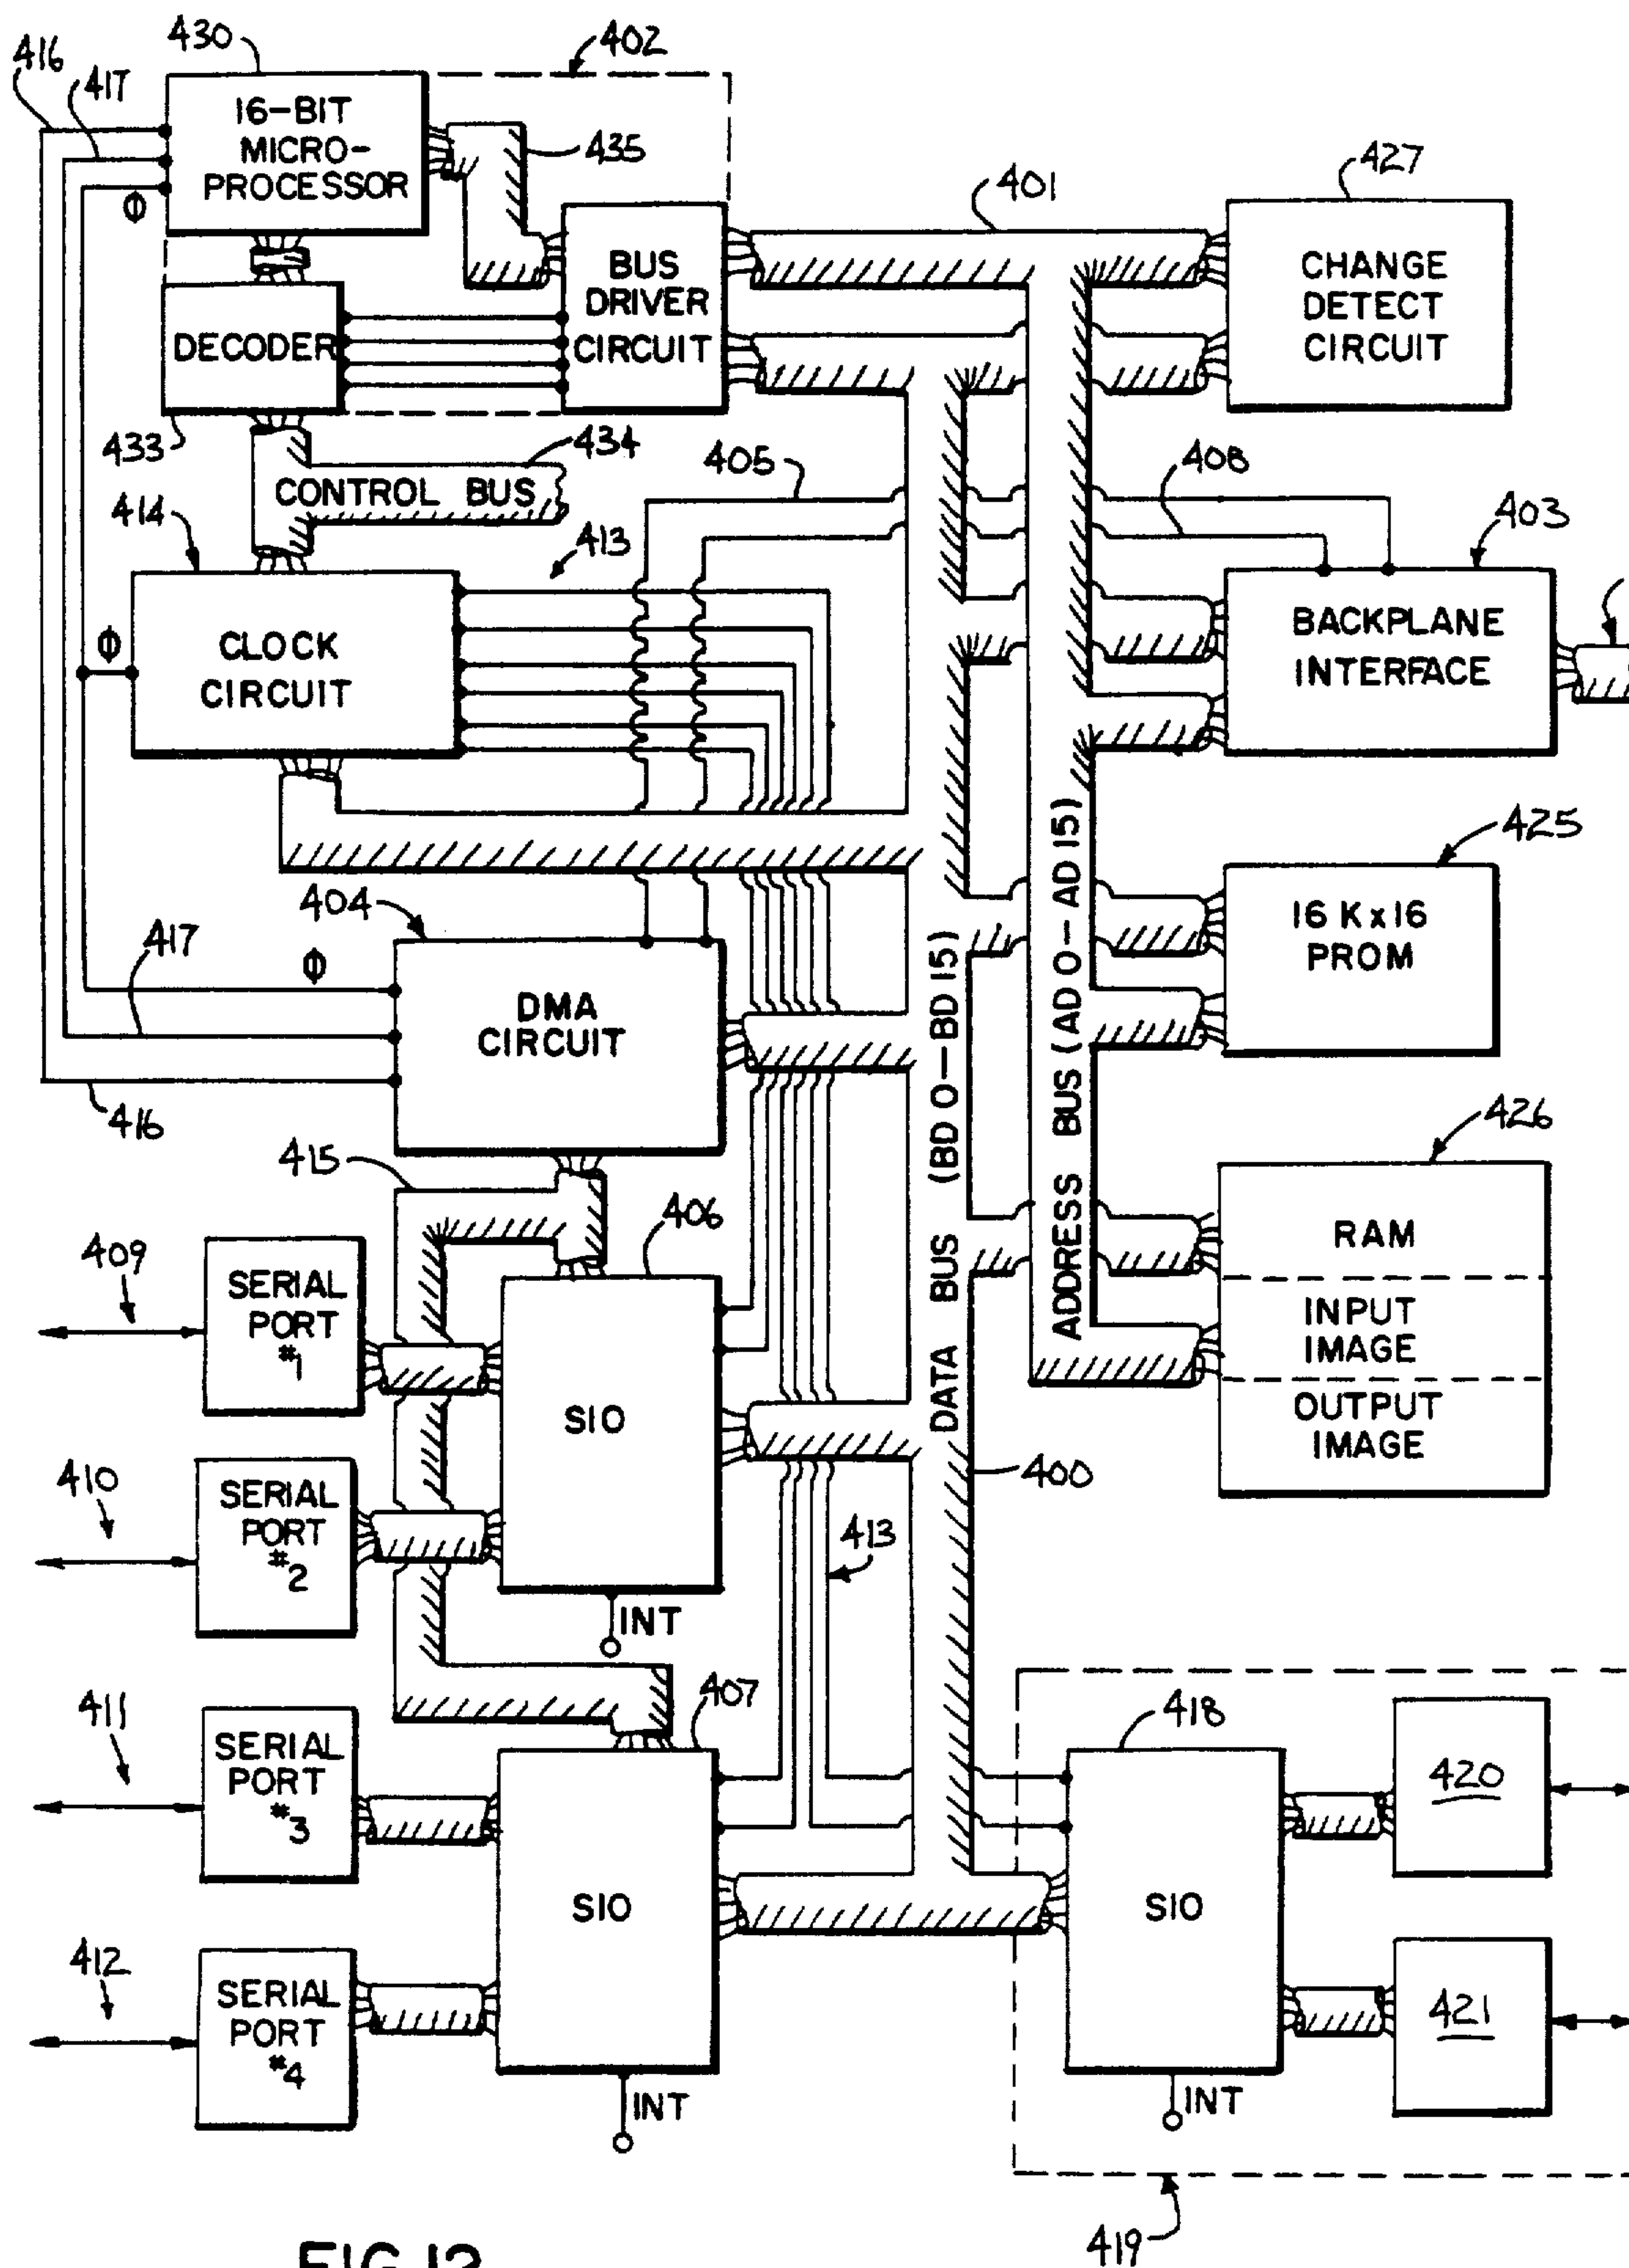 430
402
416
417
16-BIT
MICRO-
PROCESSOR
435
Φ
401
427
BUS
DRIVER
CIRCUIT
CHANGE
DETECT
CIRCUIT
DECODER
433
434
CONTROL BUS
405
408
414
413
403
Φ
CLOCK
CIRCUIT
BACKPLANE
INTERFACE
425
404
417
Φ
DMA
CIRCUIT
16 K x 16
PROM
416
DATA BUS (BD 0-BD 15)
ADDRESS BUS (AD 0-AD 15)
426
415
406
409
SERIAL
PORT
#1
SIO
RAM
INPUT
IMAGE
OUTPUT
IMAGE
400
410
SERIAL
PORT
#2
413
INT
407
411
SERIAL
PORT
#3
SIO
418
420
SIO
412
SERIAL
PORT
#4
421
INT
INT
419
FIG.12